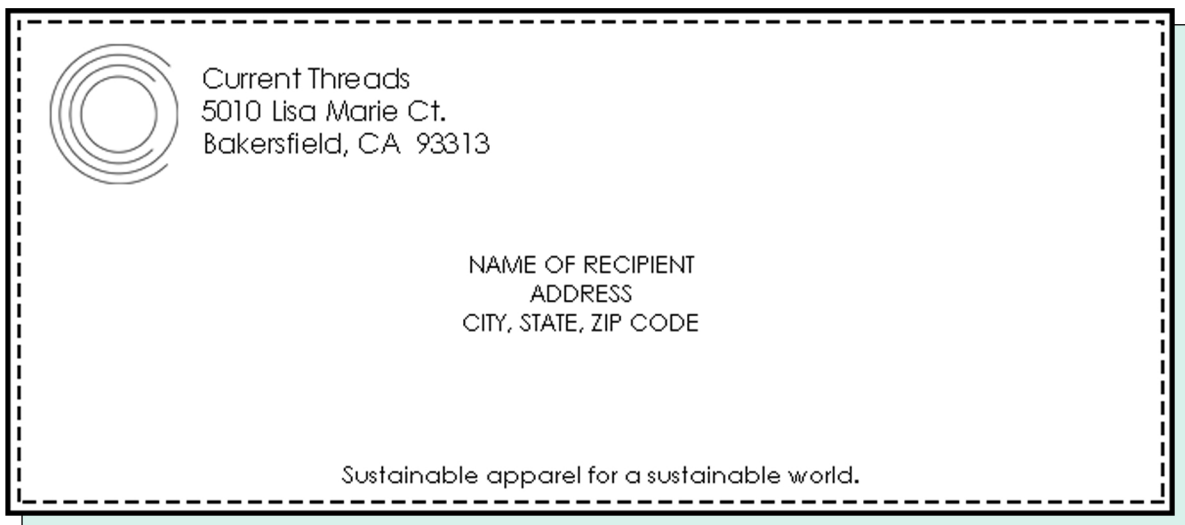 Current Threads
5010 Lisa Marie Ct.
Bakersfield, CA  93313
NAME OF RECIPIENT
ADDRESS
CITY, STATE, ZIP CODE
Sustainable apparel for a sustainable world.